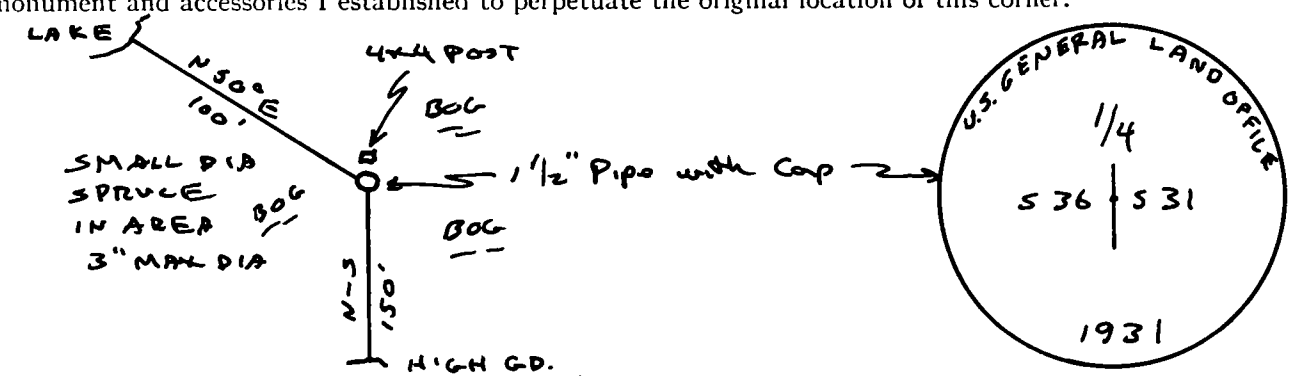 monument and accessories I established to perpetuate the original location of this corner.
LAKE
N 50° E
100'
4x4 POST
BOG
SMALL DIA
SPRUCE
IN AREA
3" MAX DIA
BOG
1 1/2" Pipe with Cap
BOG
N-S
150'
HIGH GD.
U.S. GENERAL LAND OFFICE
1/4
S 36 S 31
1931